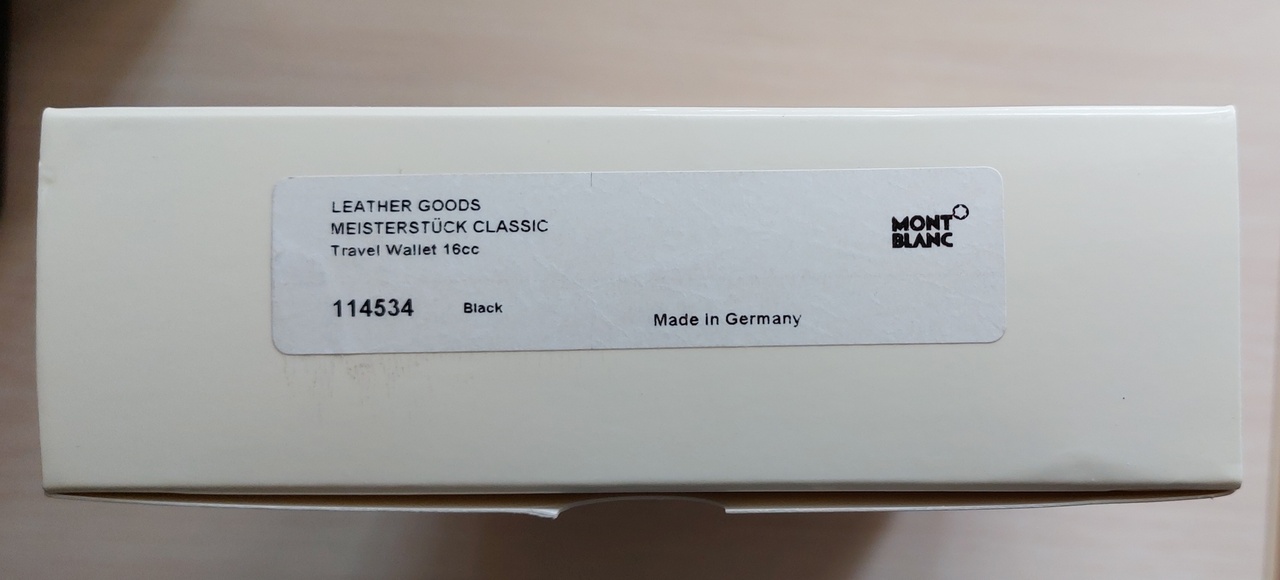 LEATHER GOODS
MEISTERSTÜCK CLASSIC
Travel Wallet 16cc
114534 Black
Made in Germany
MONT
BLANC